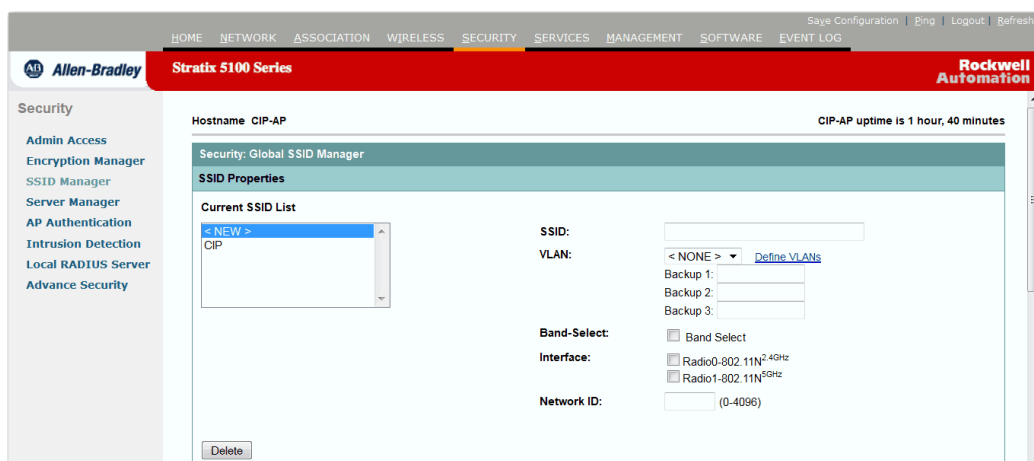 Save Configuration | Ping | Logout | Refresh
HOME NETWORK ASSOCIATION WIRELESS SECURITY SERVICES MANAGEMENT SOFTWARE EVENT LOG
AB Allen-Bradley
Stratix 5100 Series
Rockwell
Automation
Security
Admin Access
Encryption Manager
SSID Manager
Server Manager
AP Authentication
Intrusion Detection
Local RADIUS Server
Advance Security
Hostname CIP-AP
CIP-AP uptime is 1 hour, 40 minutes
Security: Global SSID Manager
SSID Properties
Current SSID List
< NEW >
CIP
Delete
SSID:
VLAN: < NONE > Define VLANs
Backup 1:
Backup 2:
Backup 3:
Band-Select: Band Select
Interface: Radio0-802.11N2.4GHz
Radio1-802.11N5GHz
Network ID: (0-4096)